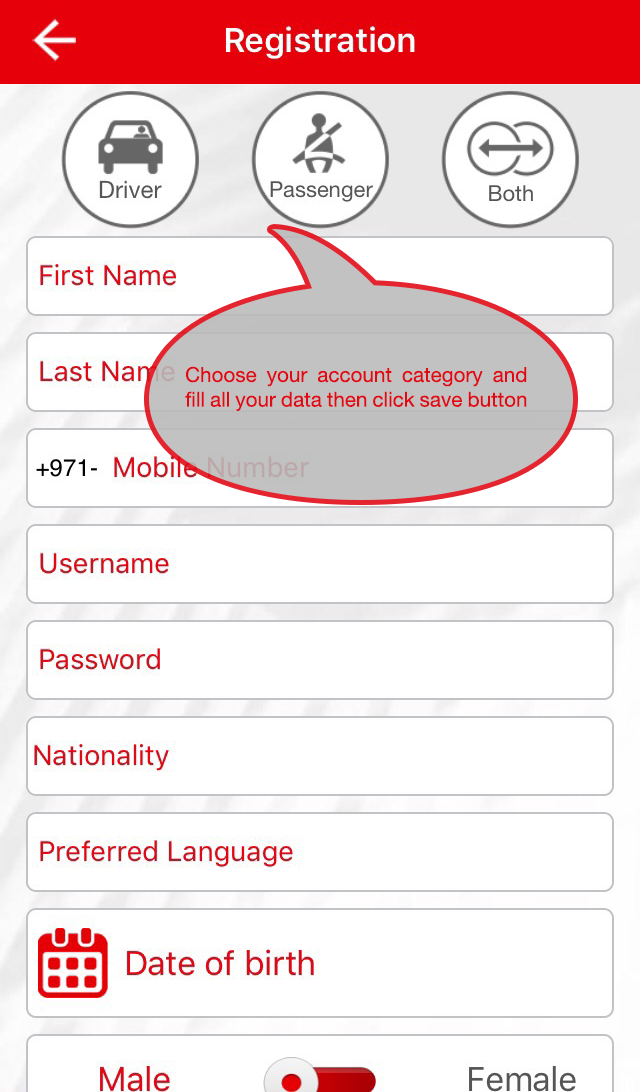 Registration
Driver
Passenger
Both
First Name
Last Name
Choose your account category and
fill all your data then click save button
+971- Mobile Number
Username
Password
Nationality
Preferred Language
Date of birth
Male
Female